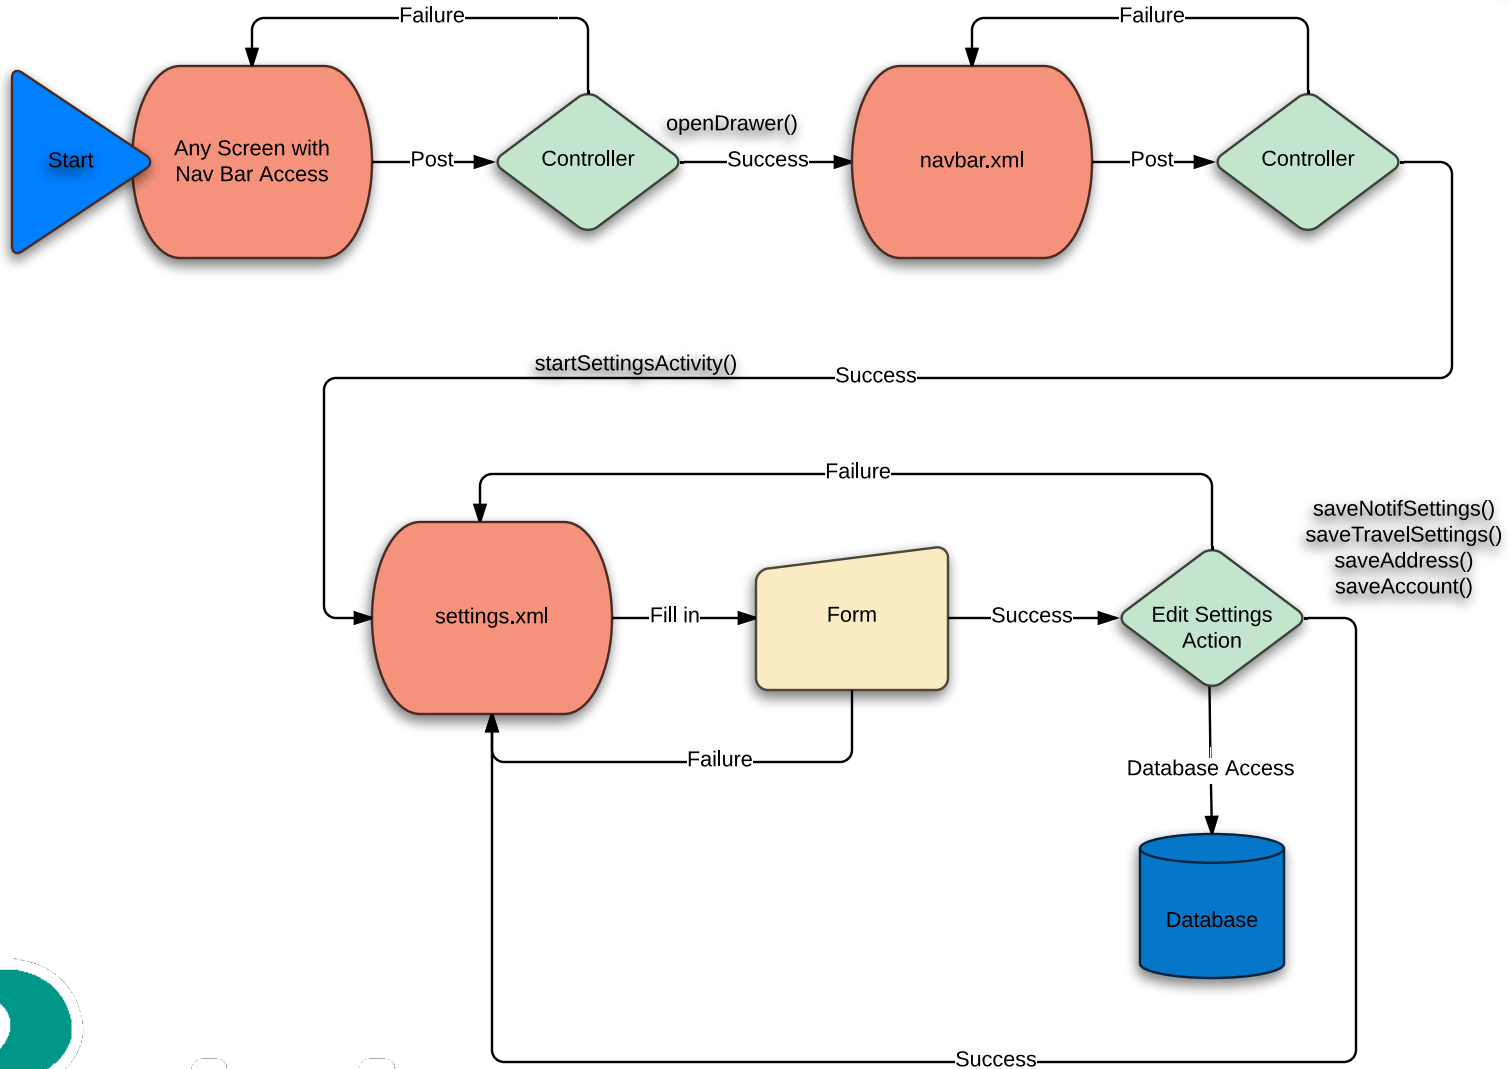 Failure
Failure
Start
Any Screen with
Nav Bar Access
Post
Controller
openDrawer()
Success
navbar.xml
Post
Controller
startSettingsActivity()
Success
Failure
saveNotifSettings()
saveTravelSettings()
saveAddress()
saveAccount()
settings.xml
Fill in
Form
Success
Edit Settings
Action
Failure
Database Access
Database
Success